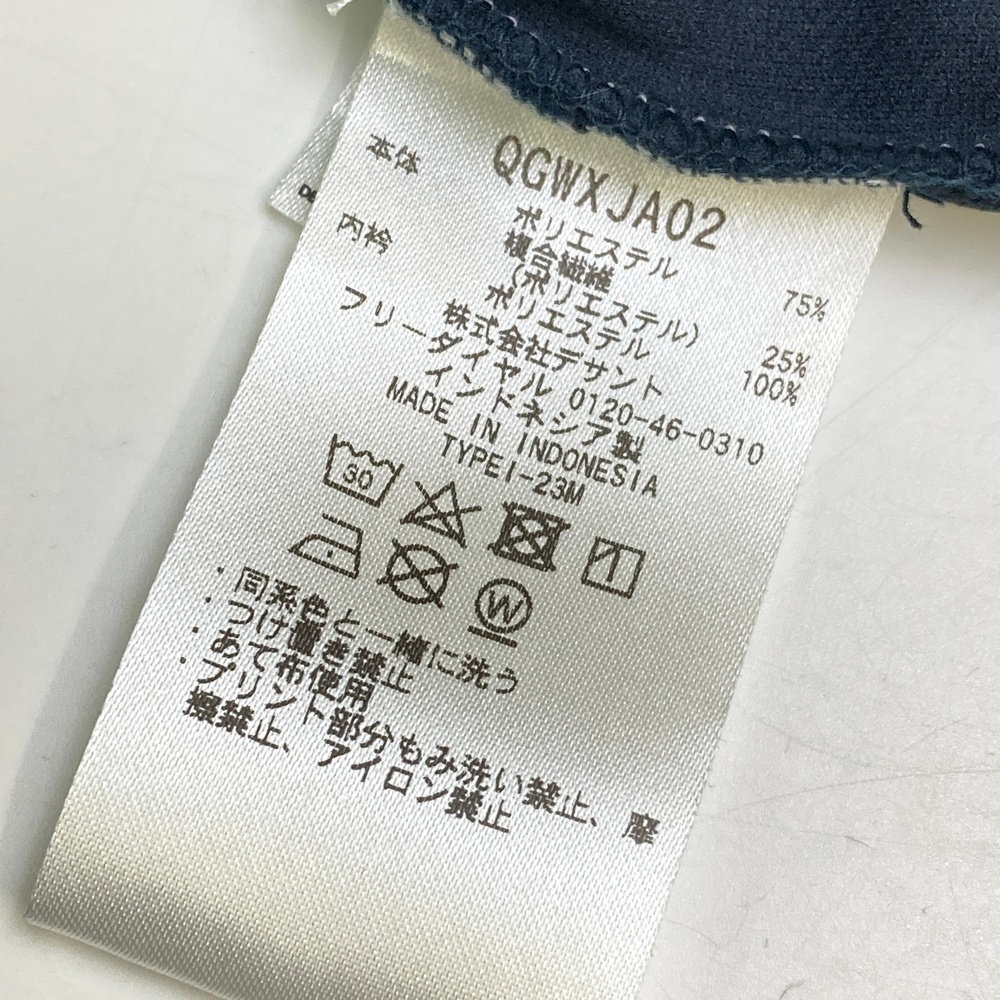 QGWXJA02
本体 ポリエステル 75%
複合繊維
(ポリエステル) 25%
内衿 ポリエステル 100%
株式会社デサント
フリーダイヤル 0120-46-0310
インドネシア製
MADE IN INDONESIA
TYPEI-23M
30
W
・同系色と一緒に洗う
・つけ置き禁止
・あて布使用
・プリント部分もみ洗い禁止、摩
擦禁止、アイロン禁止